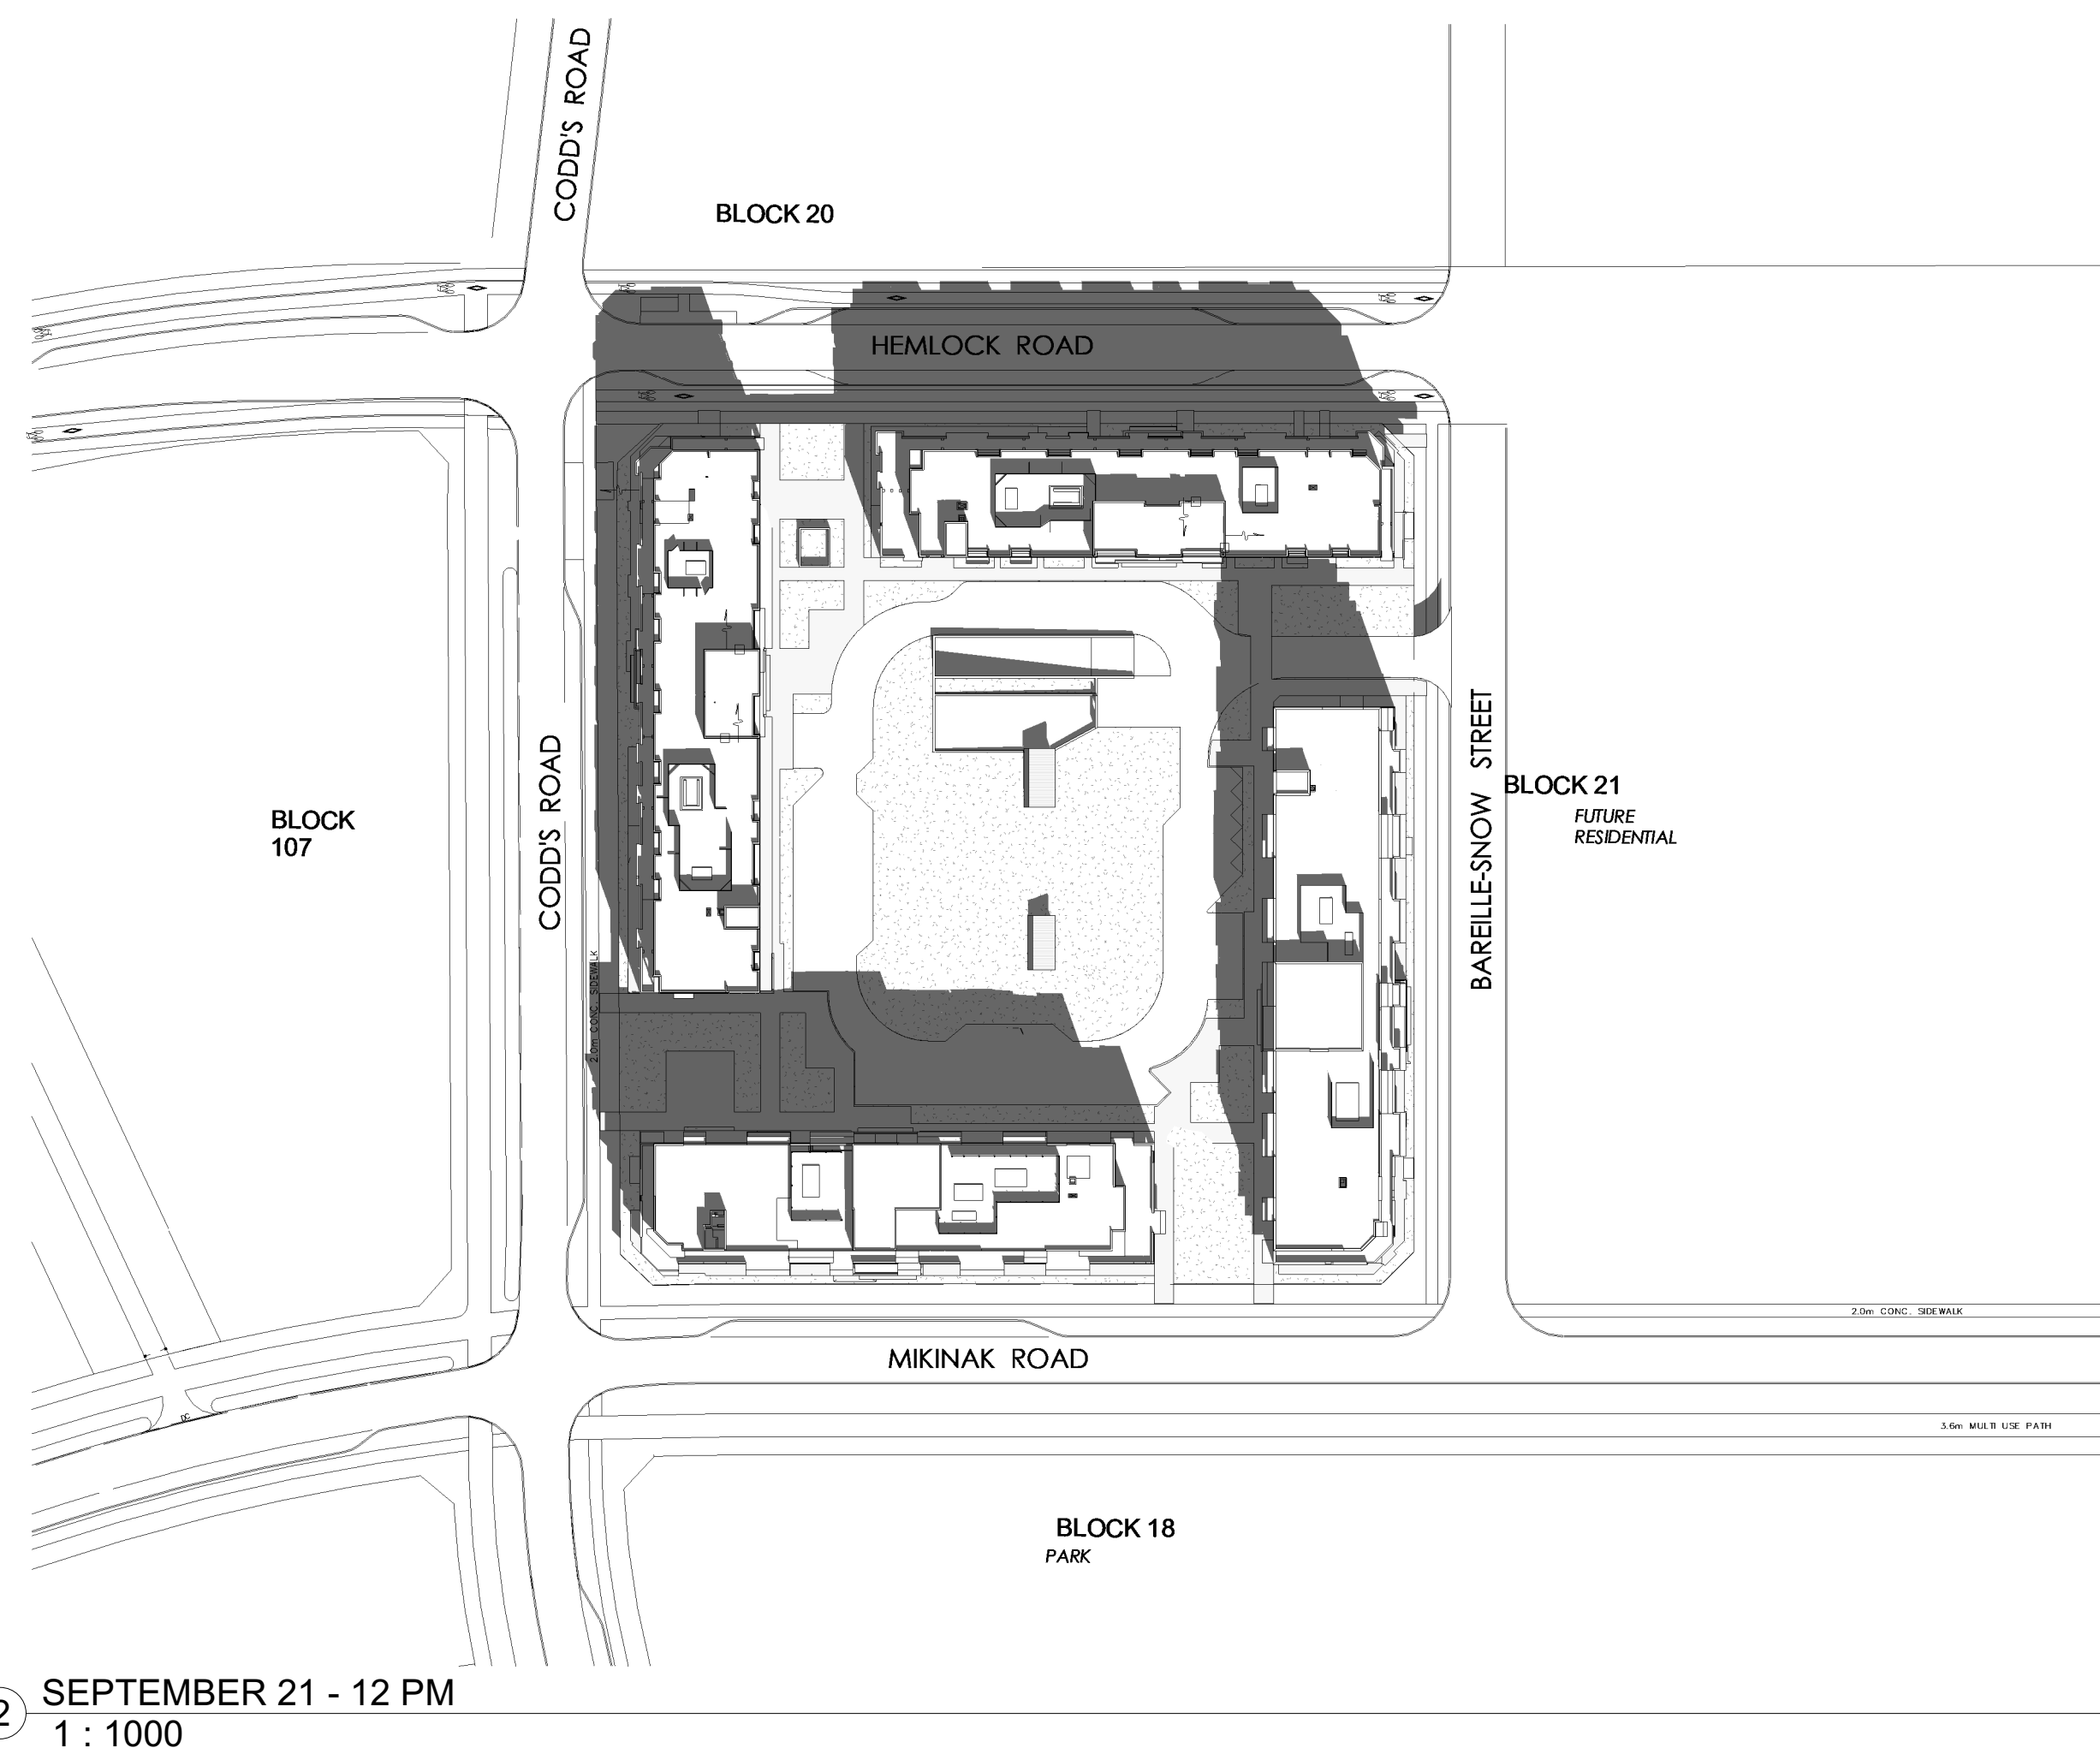 CODD'S ROAD
BLOCK 20
HEMLOCK ROAD
BLOCK
107
CODD'S ROAD
2.0m CONC. SIDEWALK
BAREILLE-SNOW STREET
BLOCK 21
FUTURE
RESIDENTIAL
2.0m CONC. SIDEWALK
MIKINAK ROAD
DC
3.6m MULTI USE PATH
BLOCK 18
PARK
2
SEPTEMBER 21 - 12 PM
1 : 1000